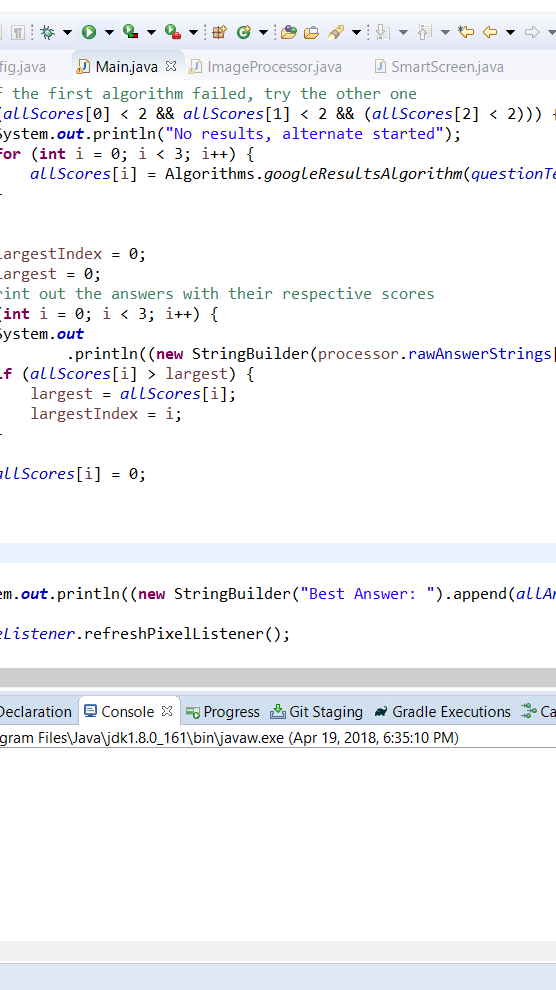 fig.java Main.java ImageProcessor.java SmartScreen.java
f the first algorithm failed, try the other one
(allScores[0] < 2 && allScores[1] < 2 && (allScores[2] < 2))) {
System.out.println("No results, alternate started");
for (int i = 0; i < 3; i++) {
allScores[i] = Algorithms.googleResultsAlgorithm(questionTe
largestIndex = 0;
largest = 0;
rint out the answers with their respective scores
(int i = 0; i < 3; i++) {
System.out
.println((new StringBuilder(processor.rawAnswerStrings[
if (allScores[i] > largest) {
largest = allScores[i];
largestIndex = i;
allScores[i] = 0;
em.out.println((new StringBuilder("Best Answer: ").append(allAn
eListener.refreshPixelListener();
Declaration Console Progress Git Staging Gradle Executions Ca
gram Files\Java\jdk1.8.0_161\bin\javaw.exe (Apr 19, 2018, 6:35:10 PM)